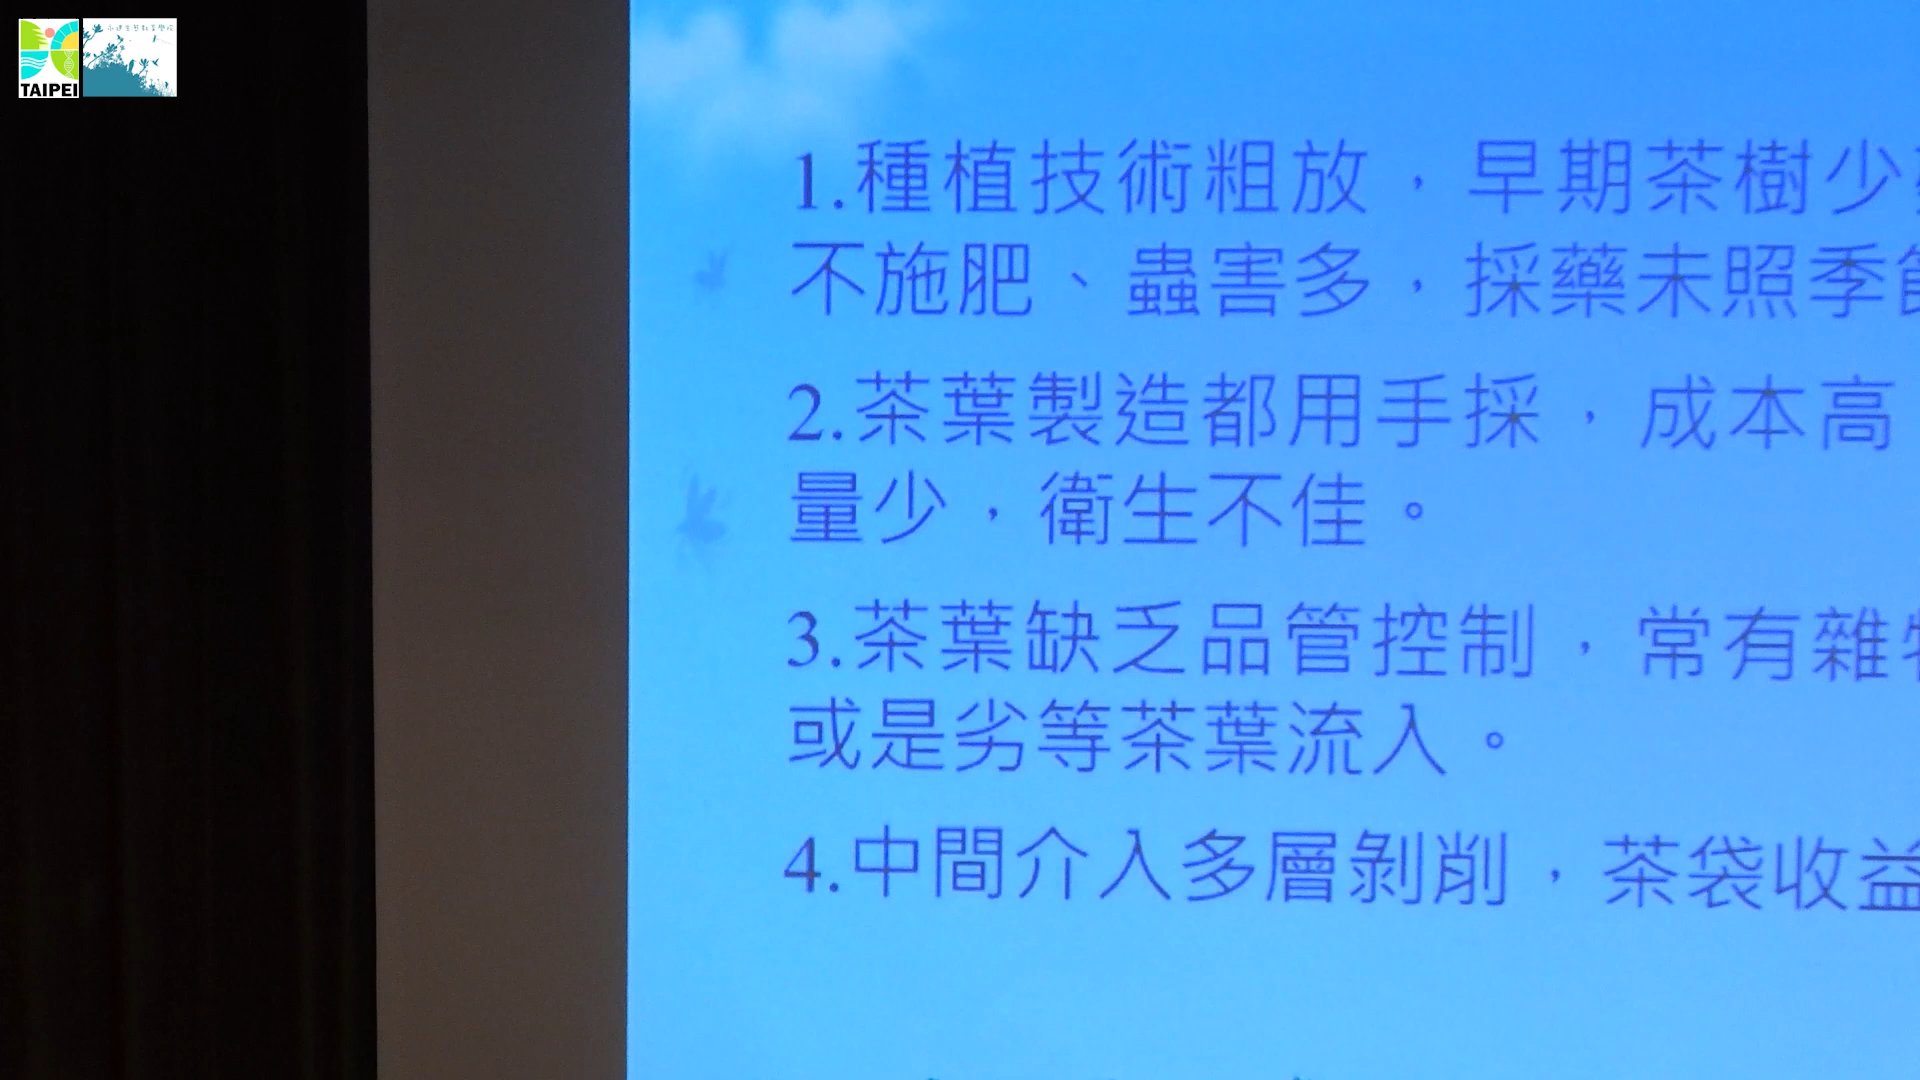 TAIPEI
1.種植技術粗放，早期茶樹少
不施肥、蟲害多，採藥未照季節
2.茶葉製造都用手採，成本高
量少，衛生不佳。
3.茶葉缺乏品管控制，常有雜物
或是劣等茶葉流入。
4.中間介入多層剝削，茶袋收益